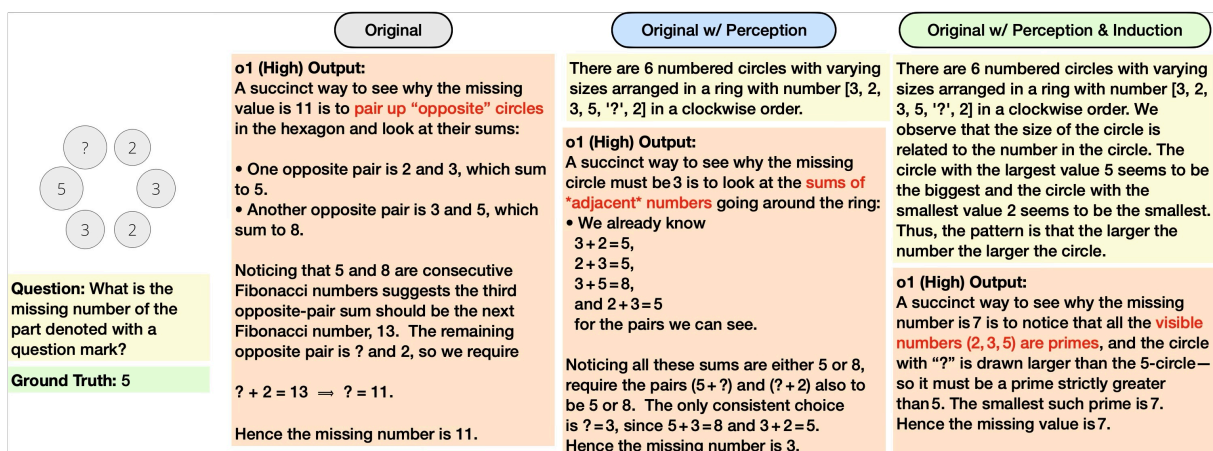 Original
Original w/ Perception
Original w/ Perception & Induction
?
2
5
3
3
2
Question: What is the
missing number of the
part denoted with a
question mark?
Ground Truth: 5
o1 (High) Output:
A succinct way to see why the missing
value is 11 is to pair up “opposite” circles
in the hexagon and look at their sums:
• One opposite pair is 2 and 3, which sum
to 5.
• Another opposite pair is 3 and 5, which
sum to 8.
Noticing that 5 and 8 are consecutive
Fibonacci numbers suggests the third
opposite-pair sum should be the next
Fibonacci number, 13. The remaining
opposite pair is ? and 2, so we require
? + 2 = 13 ⟹ ? = 11.
Hence the missing number is 11.
There are 6 numbered circles with varying
sizes arranged in a ring with number [3, 2,
3, 5, '?', 2] in a clockwise order.
o1 (High) Output:
A succinct way to see why the missing
circle must be 3 is to look at the sums of
*adjacent* numbers going around the ring:
• We already know
3+2=5,
2+3=5,
3+5=8,
and 2+3=5
for the pairs we can see.
Noticing all these sums are either 5 or 8,
require the pairs (5+?) and (?+2) also to
be 5 or 8. The only consistent choice
is ?=3, since 5+3=8 and 3+2=5.
Hence the missing number is 3.
There are 6 numbered circles with varying
sizes arranged in a ring with number [3, 2,
3, 5, '?', 2] in a clockwise order. We
observe that the size of the circle is
related to the number in the circle. The
circle with the largest value 5 seems to be
the biggest and the circle with the
smallest value 2 seems to be the smallest.
Thus, the pattern is that the larger the
number the larger the circle.
o1 (High) Output:
A succinct way to see why the missing
number is 7 is to notice that all the visible
numbers (2, 3, 5) are primes, and the circle
with “?” is drawn larger than the 5-circle—
so it must be a prime strictly greater
than 5. The smallest such prime is 7.
Hence the missing value is 7.